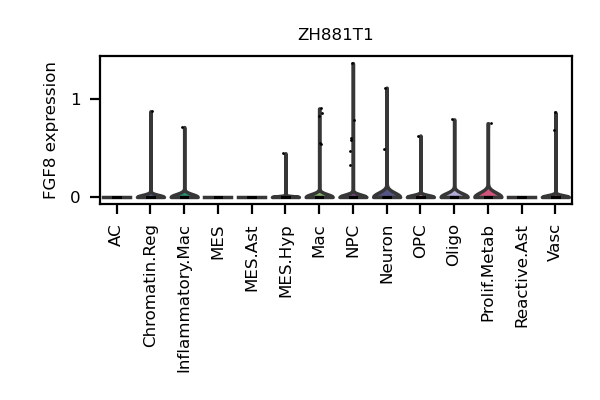 ZH881T1
FGF8 expression
1
0
AC
Chromatin.Reg
Inflammatory.Mac
MES
MES.Ast
MES.Hyp
Mac
NPC
Neuron
OPC
Oligo
Prolif.Metab
Reactive.Ast
Vasc